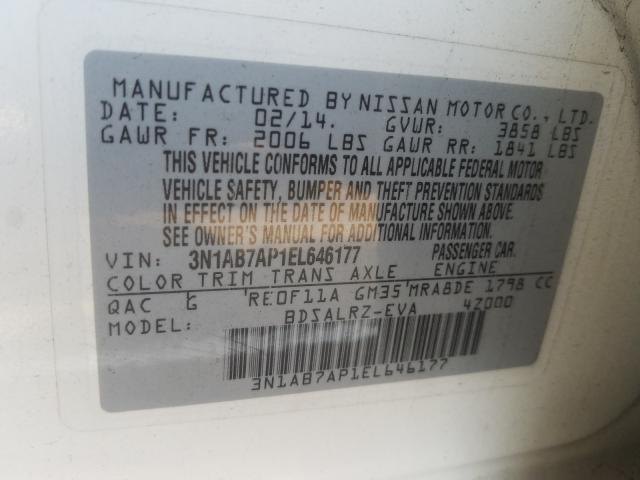 MANUFACTURED BY NISSAN MOTOR CO., LTD.
DATE: 02/14. GVWR: 3858 LBS
GAWR FR: 2006 LBS GAWR RR: 1841 LBS
THIS VEHICLE CONFORMS TO ALL APPLICABLE FEDERAL MOTOR
VEHICLE SAFETY, BUMPER AND THEFT PREVENTION STANDARDS
IN EFFECT ON THE DATE OF MANUFACTURE SHOWN ABOVE.
SEE OWNER'S MANUAL FOR ADDITIONAL INFORMATION.
VIN: 3N1AB7AP1EL646177 PASSENGER CAR.
COLOR TRIM TRANS AXLE ENGINE
QAC G RE0F11A GM35 MRA8DE 1798 CC
MODEL: BDSALRZ-EVA 42000
3N1AB7AP1EL646177